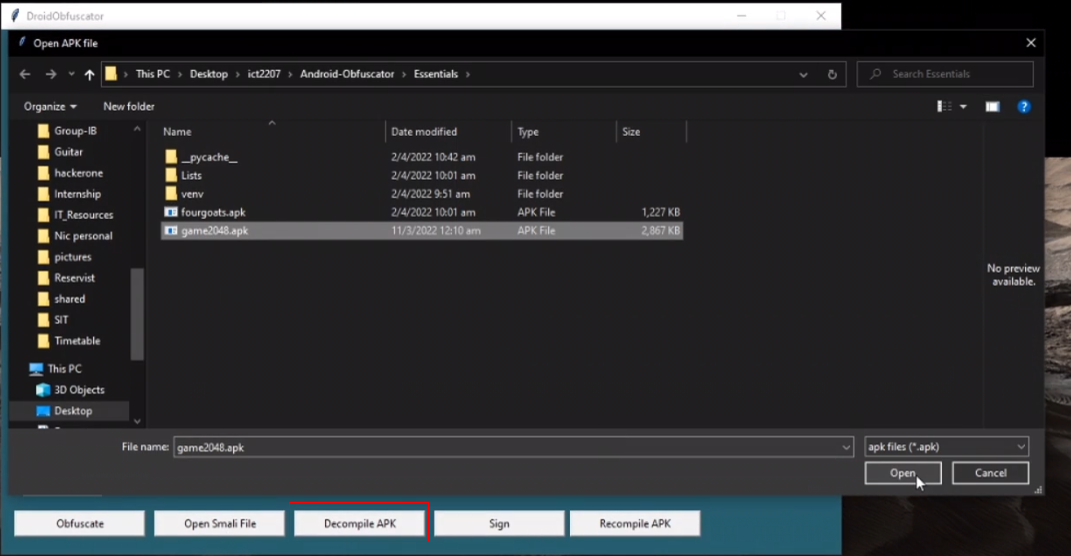 DroidObfuscator
Open APK file
This PC > Desktop > ict2207 > Android-Obfuscator > Essentials >
Search Essentials
Organize New folder
Name Date modified Type Size
Group-IB
Guitar
hackerone
Internship
IT_Resources
Nic personal
pictures
Reservist
shared
SIT
Timetable
This PC
3D Objects
Desktop
__pycache__ 2/4/2022 10:42 am File folder
Lists 2/4/2022 10:01 am File folder
venv 2/4/2022 9:51 am File folder
fourgoats.apk 2/4/2022 10:01 am APK File 1,227 KB
game2048.apk 11/3/2022 12:10 am APK File 2,867 KB
No preview
available.
File name: game2048.apk apk files (*.apk)
Open Cancel
Obfuscate Open Smali File Decompile APK Sign Recompile APK